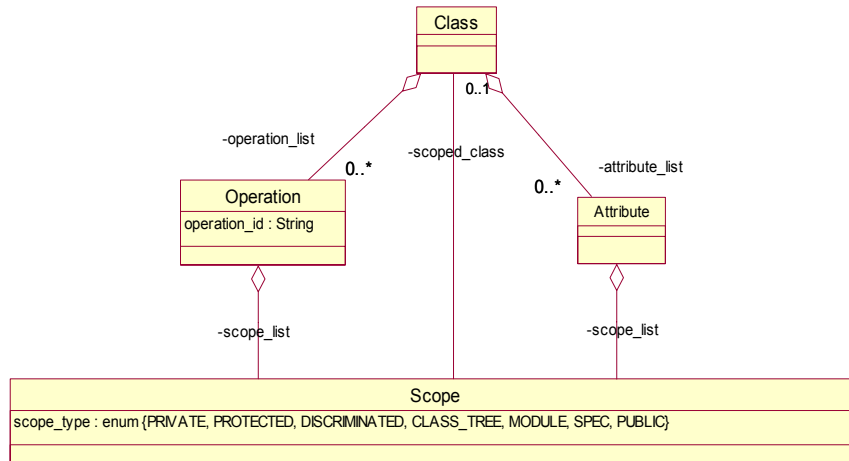 Class
0..1
-operation_list
-scoped_class
-attribute_list
0..*
0..*
Operation
operation_id : String
Attribute
-scope_list
-scope_list
Scope
scope_type : enum {PRIVATE, PROTECTED, DISCRIMINATED, CLASS_TREE, MODULE, SPEC, PUBLIC}